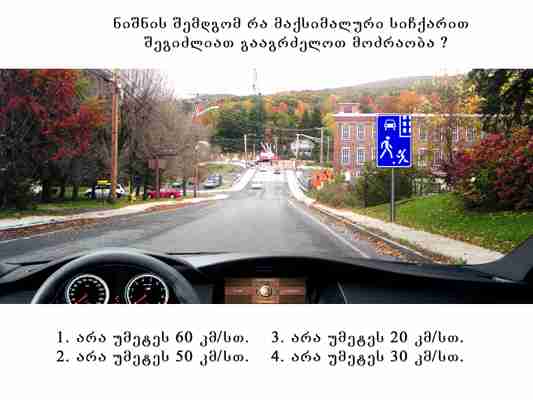 ნიშნის შემდგომ რა მაქსიმალური სიჩქარით
შეგიძლიათ გააგრძელოთ მოძრაობა ?
1. არა უმეტეს 60 კმ/სთ.
2. არა უმეტეს 50 კმ/სთ.
3. არა უმეტეს 20 კმ/სთ.
4. არა უმეტეს 30 კმ/სთ.